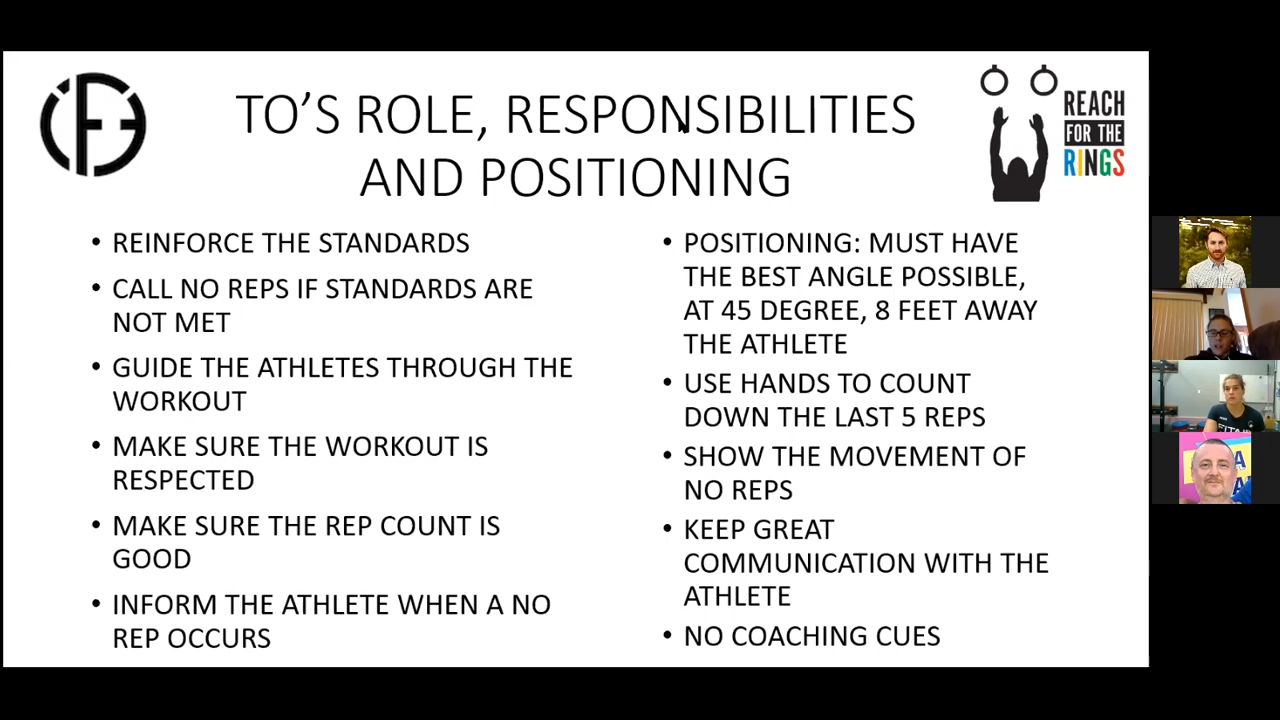 TO'S ROLE, RESPONSIBILITIES
AND POSITIONING
REACH
FOR THE
RINGS
• REINFORCE THE STANDARDS
• CALL NO REPS IF STANDARDS ARE
NOT MET
• GUIDE THE ATHLETES THROUGH THE
WORKOUT
• MAKE SURE THE WORKOUT IS
RESPECTED
• MAKE SURE THE REP COUNT IS
GOOD
• INFORM THE ATHLETE WHEN A NO
REP OCCURS
• POSITIONING: MUST HAVE
THE BEST ANGLE POSSIBLE,
AT 45 DEGREE, 8 FEET AWAY
THE ATHLETE
• USE HANDS TO COUNT
DOWN THE LAST 5 REPS
• SHOW THE MOVEMENT OF
NO REPS
• KEEP GREAT
COMMUNICATION WITH THE
ATHLETE
• NO COACHING CUES